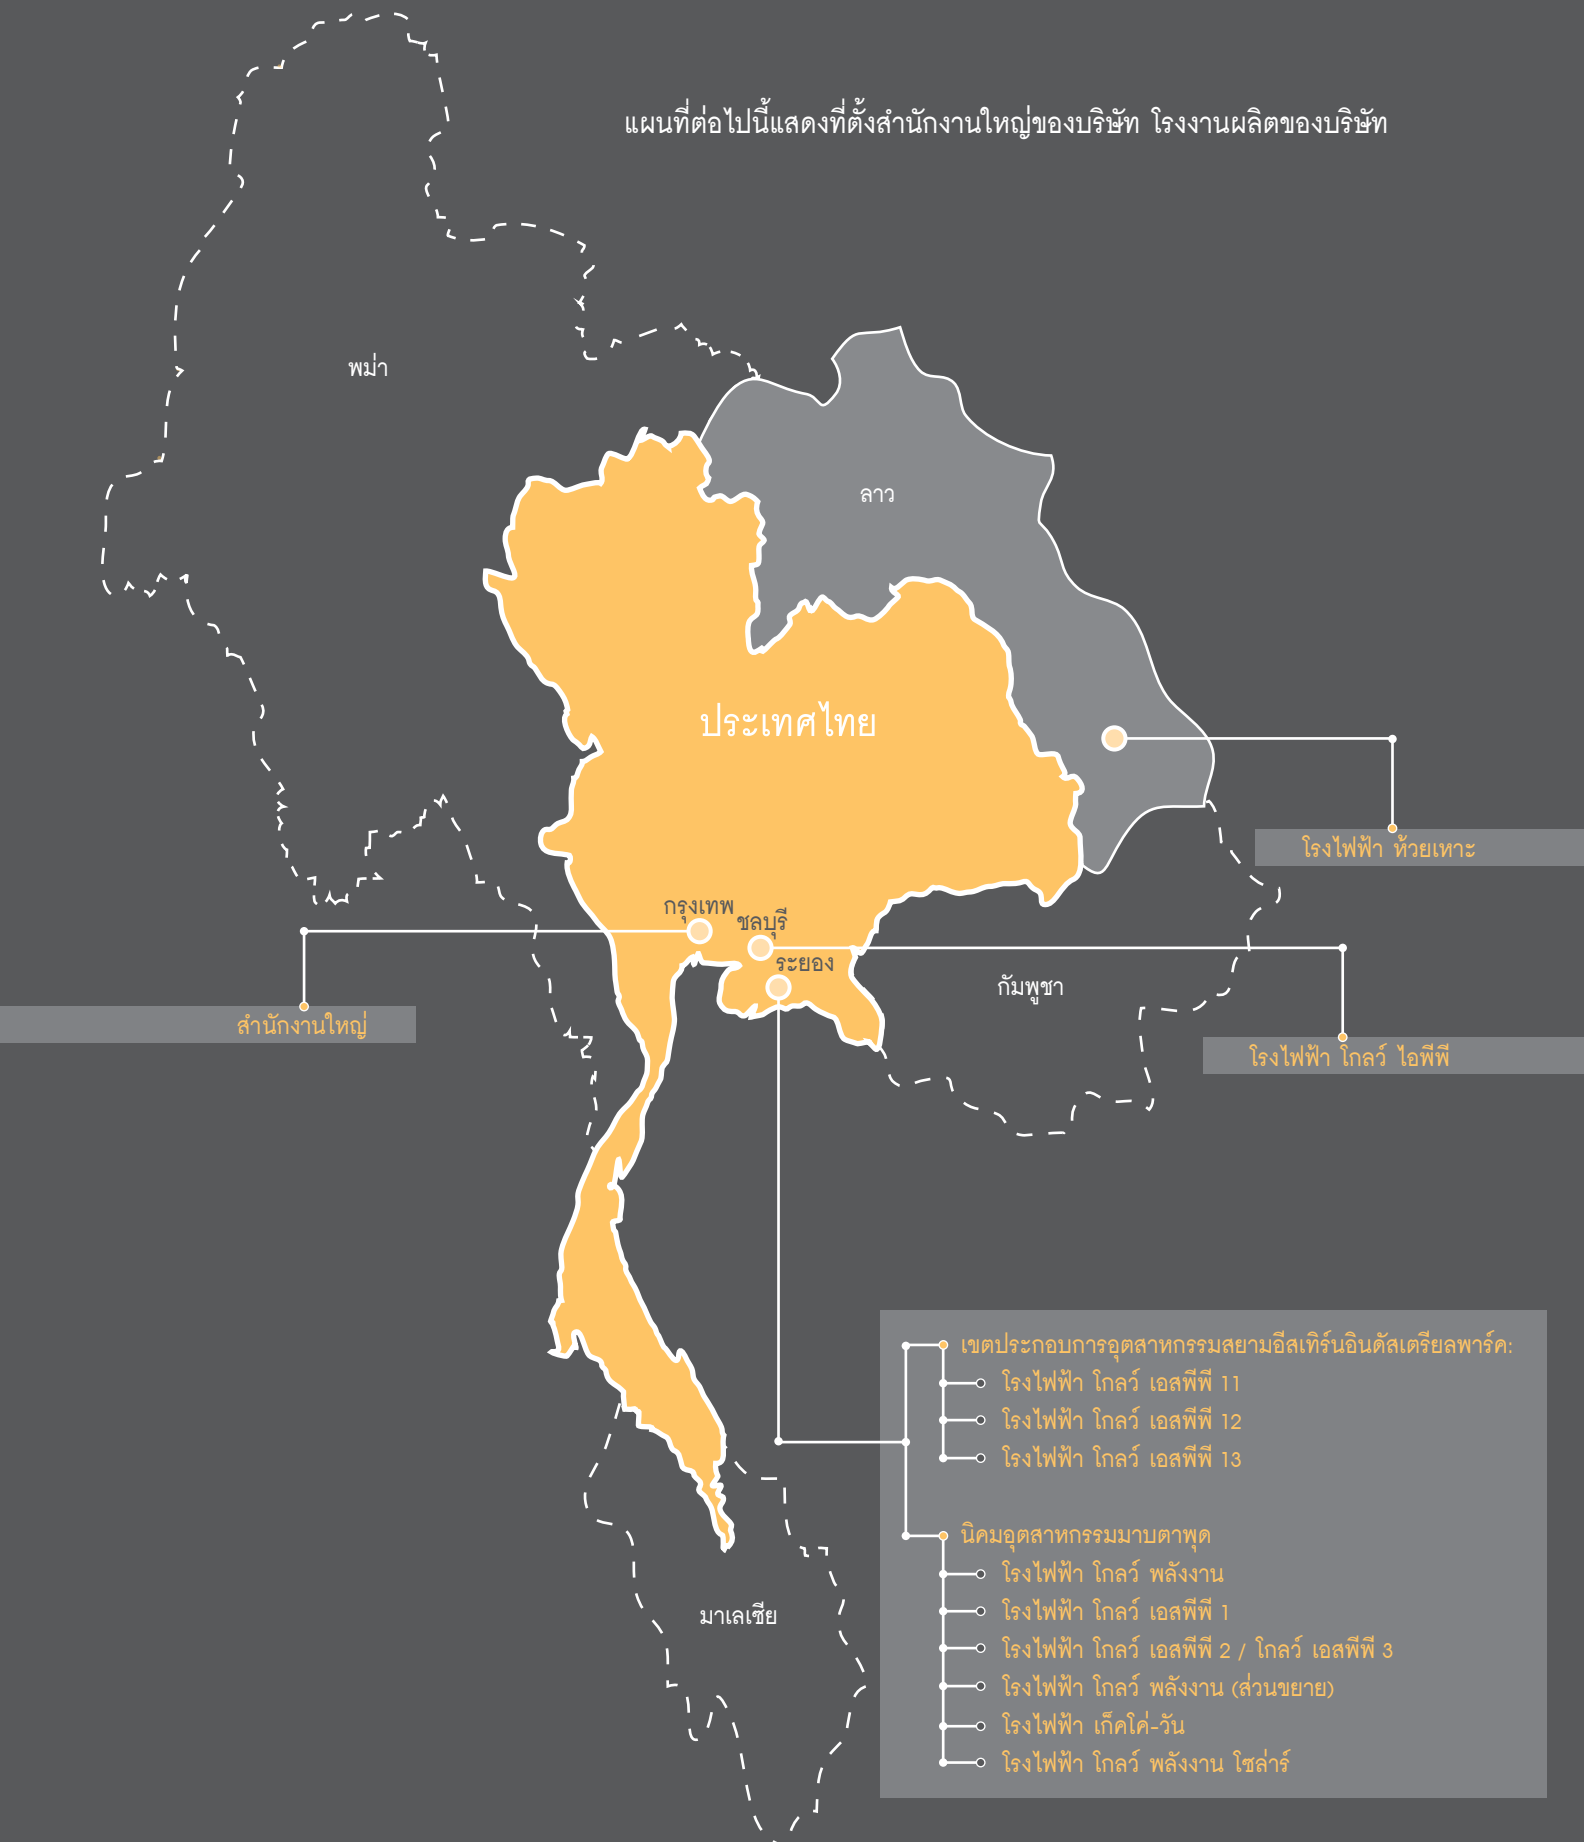 แผนที่ต่อไปนี้แสดงที่ตั้งสำนักงานใหญ่ของบริษัท โรงงานผลิตของบริษัท
พม่า
ลาว
ประเทศไทย
โรงไฟฟ้า ห้วยเหาะ
กรุงเทพ
ชลบุรี
ระยอง
กัมพูชา
สำนักงานใหญ่
โรงไฟฟ้า โกลว์ ไอพีพี
เขตประกอบการอุตสาหกรรมสยามอีสเทิร์นอินดัสเตรียลพาร์ค:
โรงไฟฟ้า โกลว์ เอสพีพี 11
โรงไฟฟ้า โกลว์ เอสพีพี 12
โรงไฟฟ้า โกลว์ เอสพีพี 13
นิคมอุตสาหกรรมมาบตาพุด
โรงไฟฟ้า โกลว์ พลังงาน
โรงไฟฟ้า โกลว์ เอสพีพี 1
โรงไฟฟ้า โกลว์ เอสพีพี 2 / โกลว์ เอสพีพี 3
โรงไฟฟ้า โกลว์ พลังงาน (ส่วนขยาย)
โรงไฟฟ้า เก็คโค่-วัน
โรงไฟฟ้า โกลว์ พลังงาน โซล่าร์
มาเลเซีย